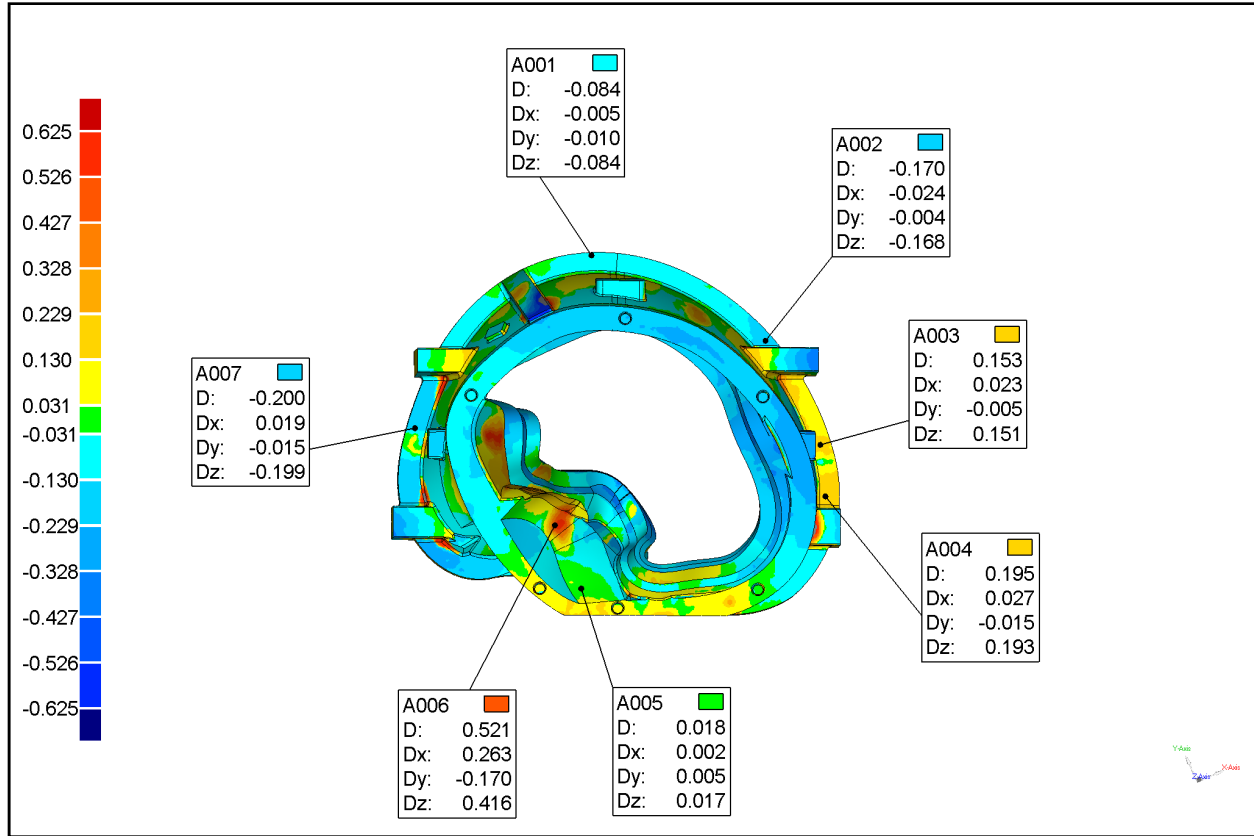 0.625
0.526
0.427
0.328
0.229
0.130
0.031
-0.031
-0.130
-0.229
-0.328
-0.427
-0.526
-0.625
A001
D: -0.084
Dx: -0.005
Dy: -0.010
Dz: -0.084
A002
D: -0.170
Dx: -0.024
Dy: -0.004
Dz: -0.168
A003
D: 0.153
Dx: 0.023
Dy: -0.005
Dz: 0.151
A007
D: -0.200
Dx: 0.019
Dy: -0.015
Dz: -0.199
A004
D: 0.195
Dx: 0.027
Dy: -0.015
Dz: 0.193
A006
D: 0.521
Dx: 0.263
Dy: -0.170
Dz: 0.416
A005
D: 0.018
Dx: 0.002
Dy: 0.005
Dz: 0.017
Y-Axis
X-Axis
Z-Axis